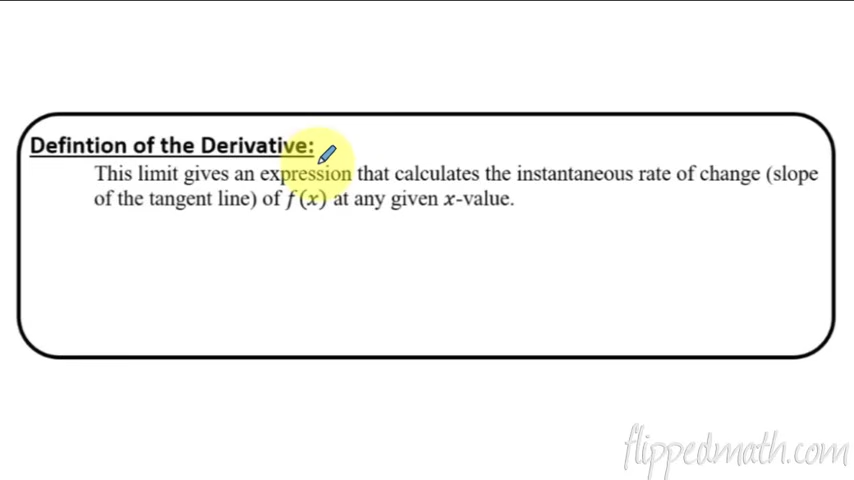 Defintion of the Derivative:
This limit gives an expression that calculates the instantaneous rate of change (slope
of the tangent line) of f(x) at any given x-value.
flippedmath.com